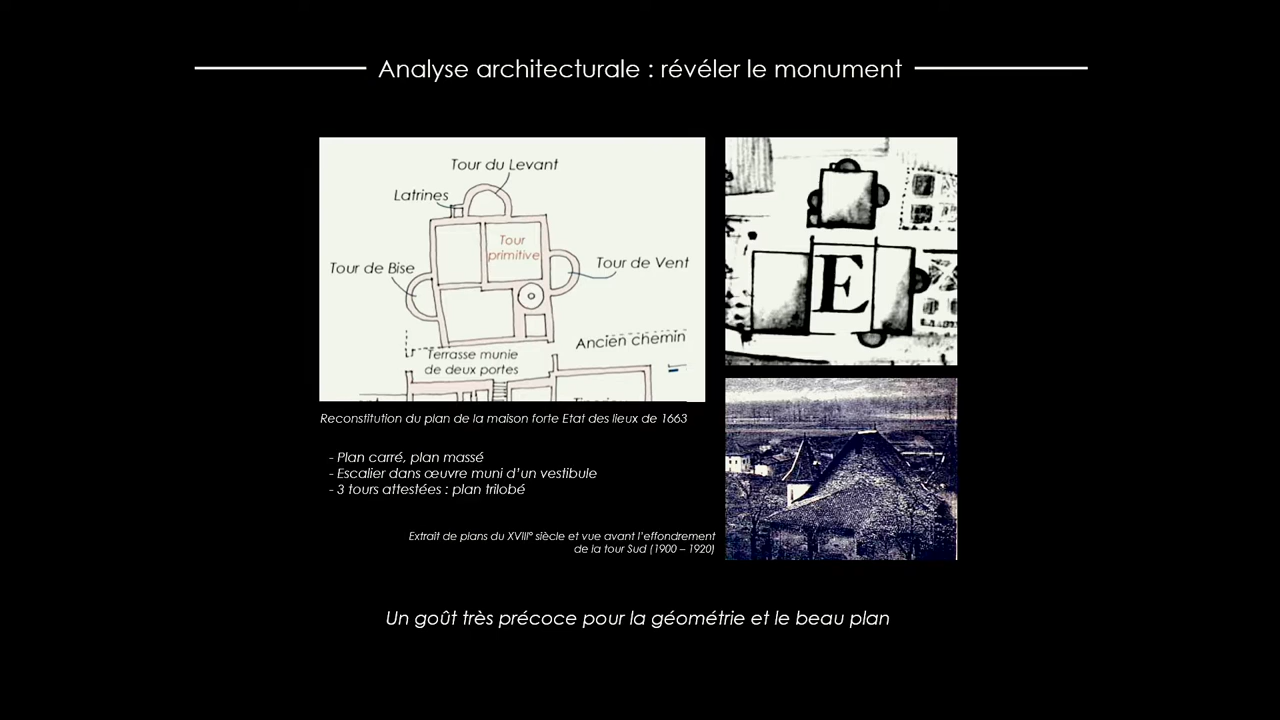 Analyse architecturale : révéler le monument
Tour du Levant
Latrines
Tour
primitive
Tour de Bise
Tour de Vent
Ancien chemin
Terrasse munie
de deux portes
E
Reconstitution du plan de la maison forte Etat des lieux de 1663
- Plan carré, plan massé
- Escalier dans œuvre muni d'un vestibule
- 3 tours attestées : plan trilobé
Extrait de plans du XVIII° siècle et vue avant l'effondrement
de la tour Sud (1900 – 1920)
Un goût très précoce pour la géométrie et le beau plan